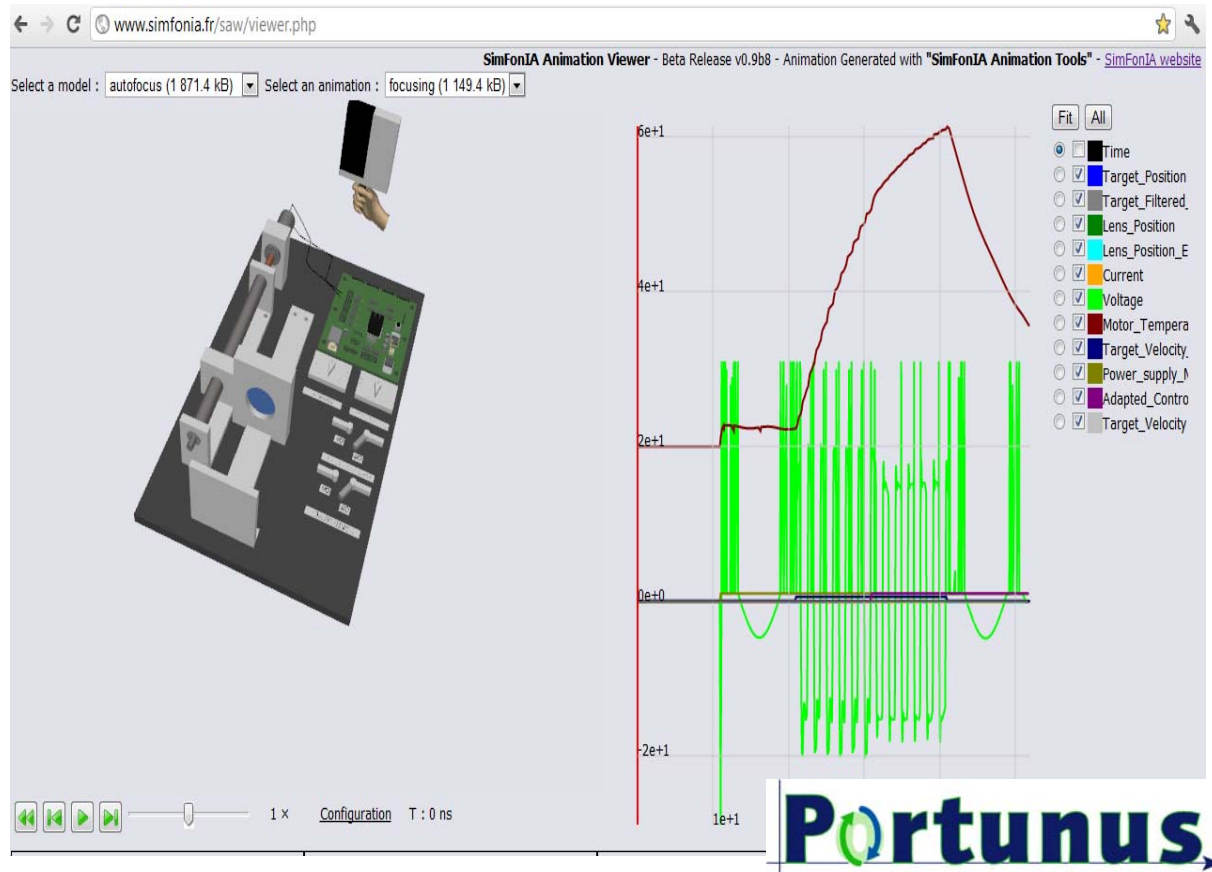 www.simfonia.fr/saw/viewer.php
SimFonIA Animation Viewer - Beta Release v0.9b8 - Animation Generated with "SimFonIA Animation Tools" - SimFonIA website
Select a model : autofocus (1 871.4 kB) Select an animation : focusing (1 149.4 kB)
Fit All
6e+1
Time
Target_Position
Target_Filtered_
Lens_Position
Lens_Position_E
Current
4e+1
Voltage
Motor_Tempera
Target_Velocity_
Power_supply_M
Adapted_Contro
Target_Velocity
2e+1
0e+0
-2e+1
1 × Configuration T : 0 ns
1e+1
Portunus